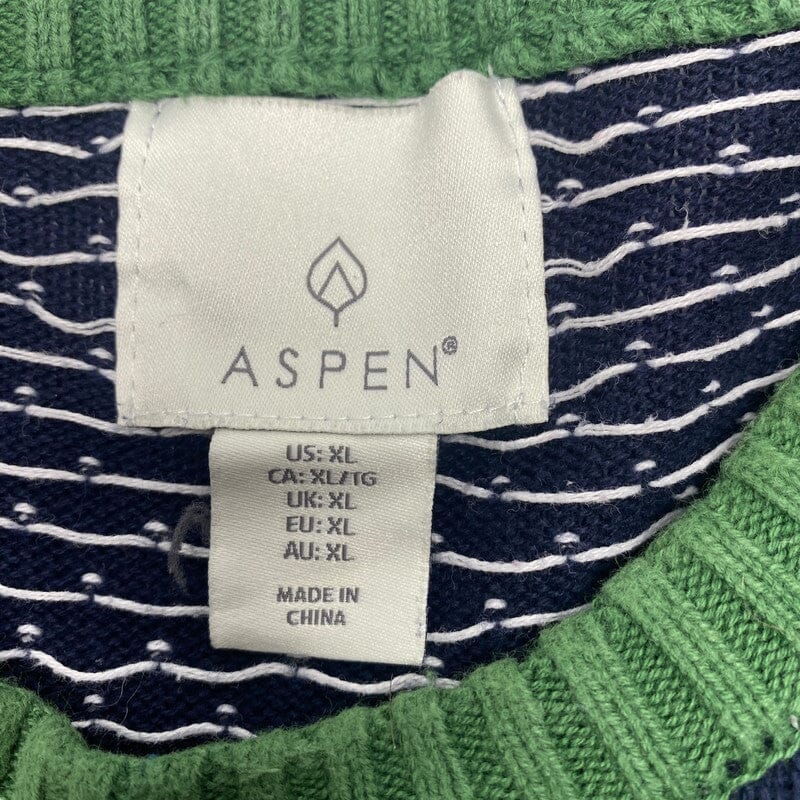 ASPEN®
US: XL
CA: XL/TG
UK: XL
EU: XL
AU: XL
MADE IN
CHINA